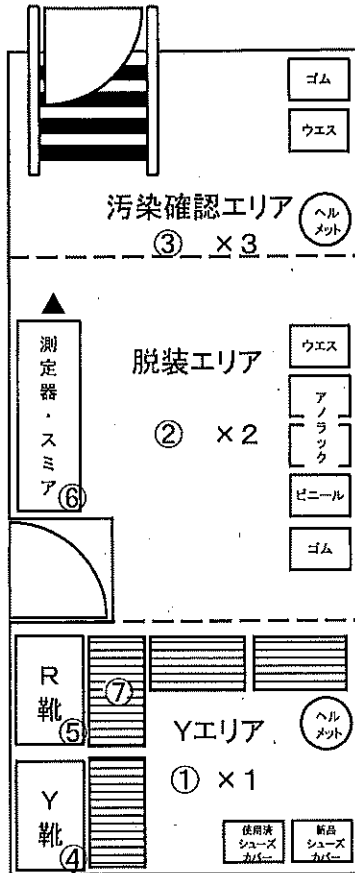 ゴム
ウエス
汚染確認エリア
ヘル
メット
③ ×3
▲
測定器・スミア
⑥
脱装エリア
② ×2
ウエス
アノラック
ビニール
ゴム
R
靴
⑤
⑦
Yエリア
ヘル
メット
① ×1
Y
靴
④
使用済
シューズ
カバー
新品
シューズ
カバー